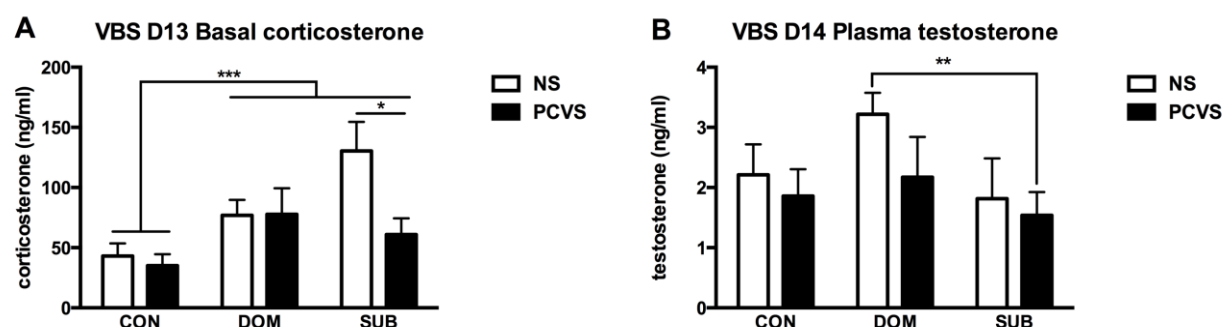 A VBS D13 Basal corticosterone
corticosterone (ng/ml)
200
150
100
50
0
***
*
CON DOM SUB
NS
PCVS
B VBS D14 Plasma testosterone
testosterone (ng/ml)
4
3
2
1
0
**
CON DOM SUB
NS
PCVS